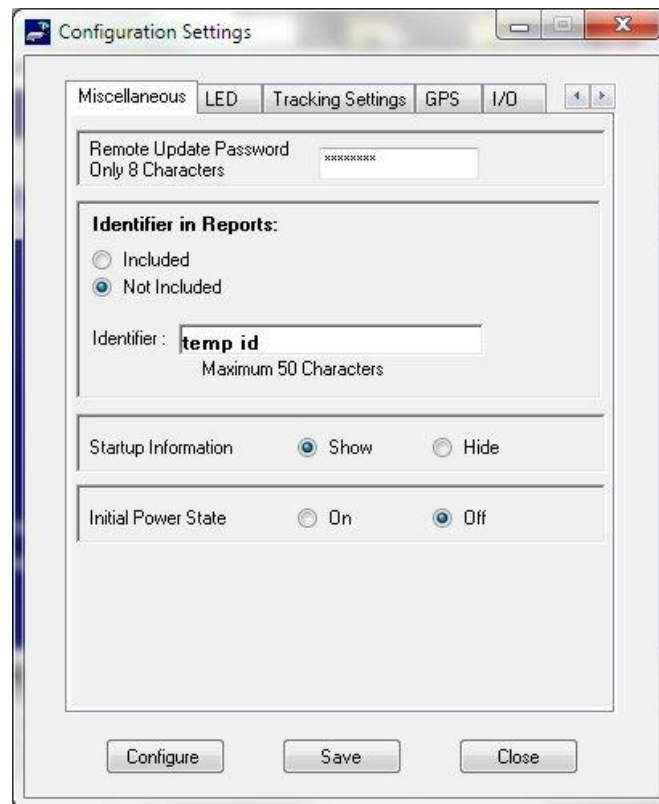 Configuration Settings
Miscellaneous LED Tracking Settings GPS I/O
Remote Update Password
Only 8 Characters
xxxxxxxx
Identifier in Reports:
Included
Not Included
Identifier : temp id
Maximum 50 Characters
Startup Information Show Hide
Initial Power State On Off
Configure Save Close